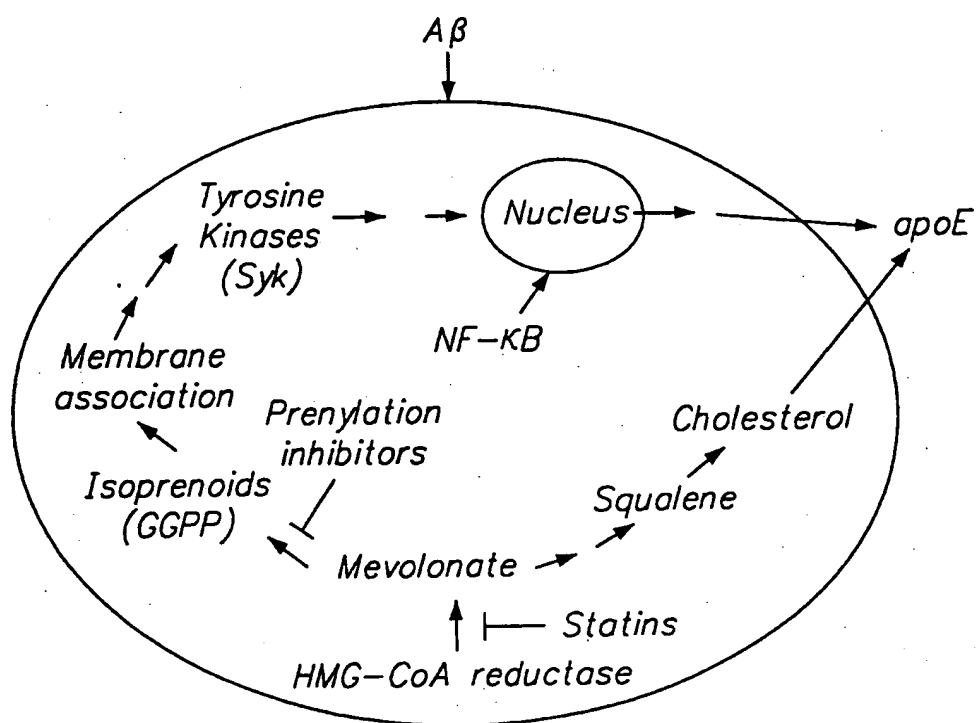 Aβ
Tyrosine
Kinases
(Syk)
Nucleus
apoE
NF-κB
Membrane
association
Prenylation
inhibitors
Cholesterol
Isoprenoids
(GGPP)
Squalene
Mevolonate
Statins
HMG-CoA reductase